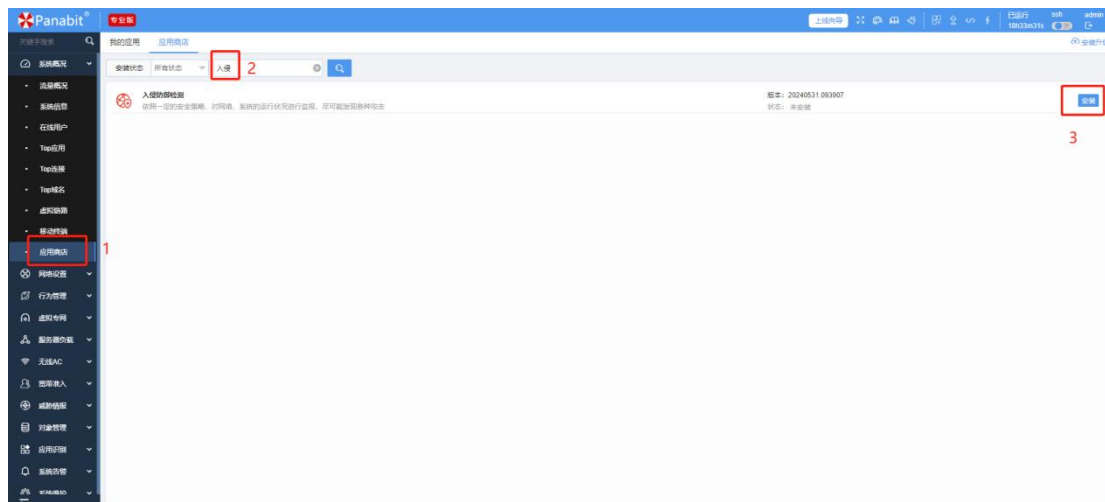 Panabit®
专业版
上线向导
已运行
18h33m31s
ssh
admin
关键字搜索
我的应用
应用商店
安装升级
系统概况
安装状态
所有状态
入侵
2
流量概况
系统信息
在线用户
Top应用
Top连接
Top域名
虚拟链路
移动终端
应用商店
1
网络设置
行为管理
虚拟专网
服务器负载
无线AC
宽带准入
威胁情报
对象管理
应用识别
系统告警
系统维护
入侵防御检测
依照一定的安全策略，对网络、系统的运行状况进行监视，尽可能发现各种攻击
版本：20240531.093907
状态：未安装
安装
3